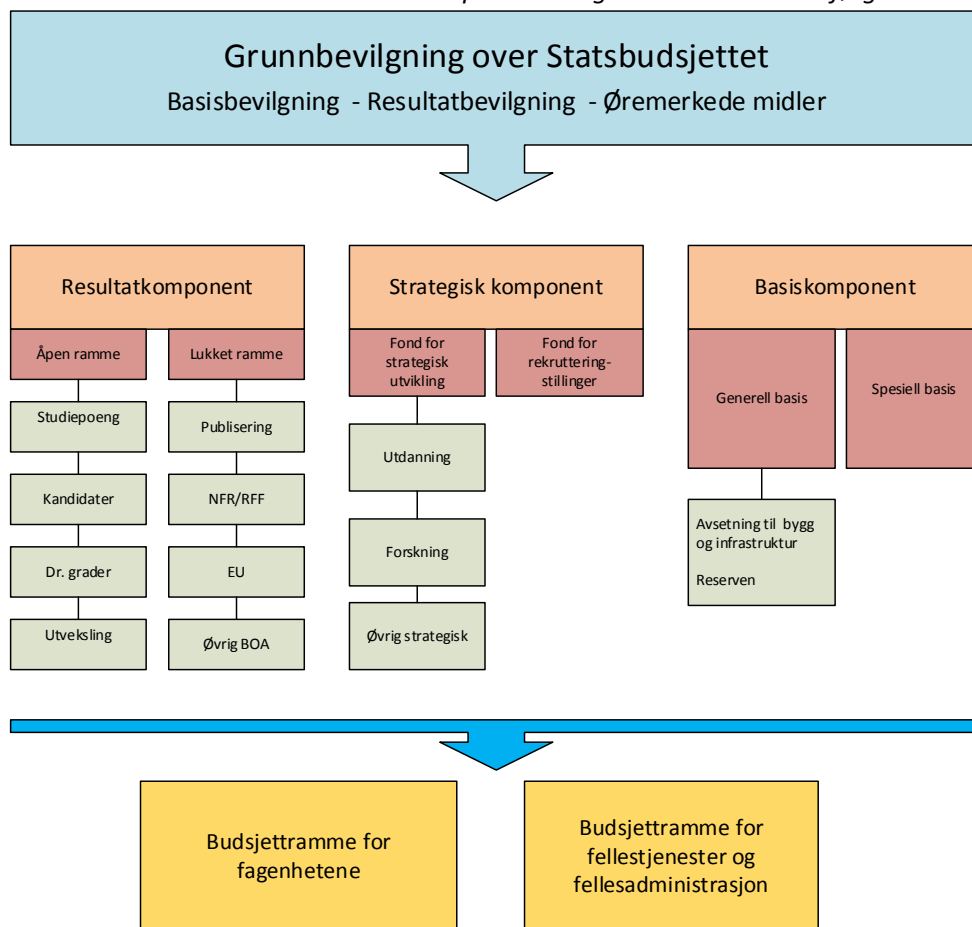 Grunnbevilgning over Statsbudsjettet
Basisbevilgning - Resultatbevilgning - Øremerkede midler
Resultatkomponent
Åpen ramme
Lukket ramme
Studiepoeng
Publisering
Kandidater
NFR/RFF
Dr. grader
EU
Utveksling
Øvrig BOA
Strategisk komponent
Fond for
strategisk
utvikling
Fond for
rekruttering-
stillinger
Utdanning
Forskning
Øvrig strategisk
Basiskomponent
Generell basis
Spesiell basis
Avsetning til bygg
og infrastruktur
Reserven
Budsjettramme for
fagenhetene
Budsjettramme for
fellestjenester og
fellesadministrasjon